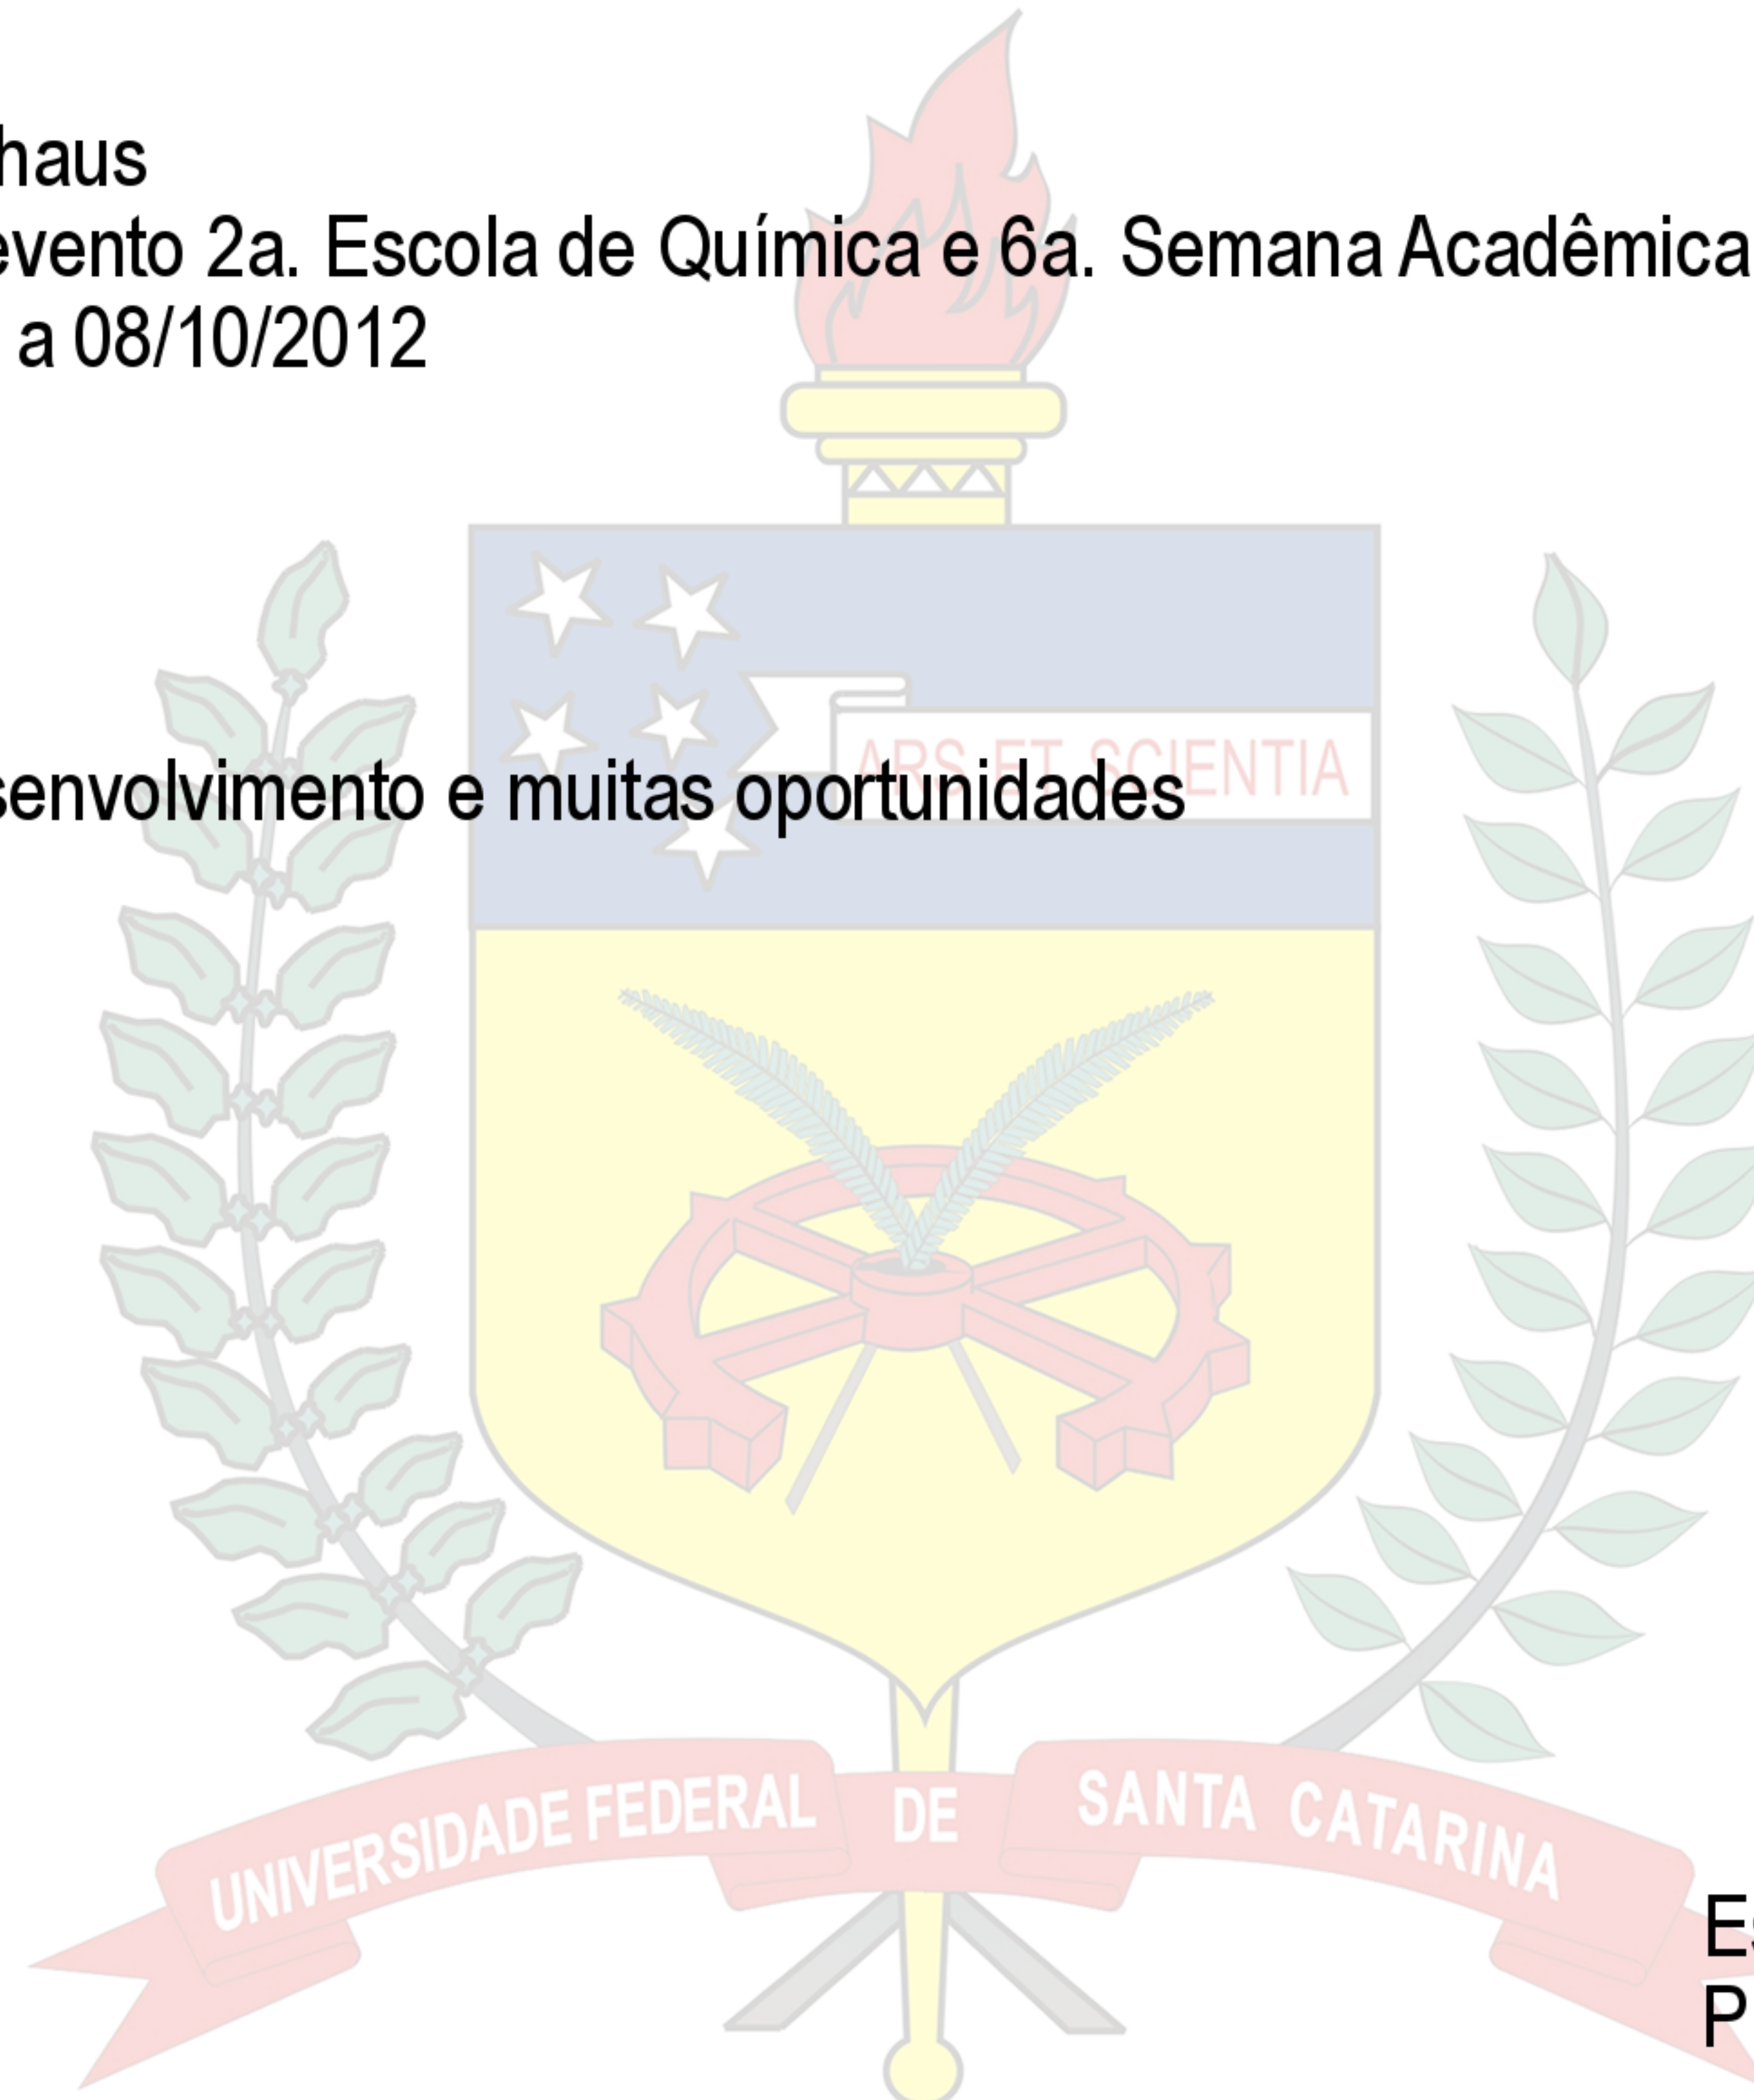 haus
evento 2a. Escola de Química e 6a. Semana Acadêmica
a 08/10/2012
ARS ET SCIENTIA
senvolvimento e muitas oportunidades
UNIVERSIDADE FEDERAL DE SANTA CATARINA
Es
P